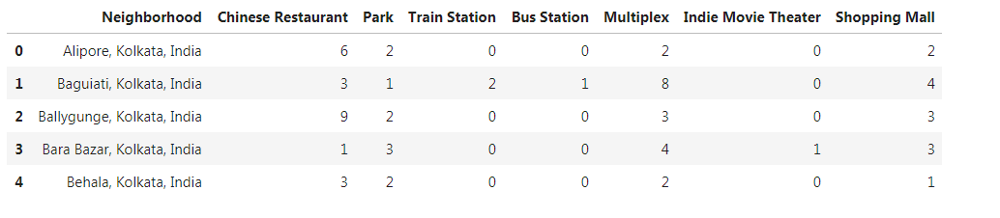 Neighborhood Chinese Restaurant Park Train Station Bus Station Multiplex Indie Movie Theater Shopping Mall
0 Alipore, Kolkata, India 6 2 0 0 2 0 2
1 Baguiati, Kolkata, India 3 1 2 1 8 0 4
2 Ballygunge, Kolkata, India 9 2 0 0 3 0 3
3 Bara Bazar, Kolkata, India 1 3 0 0 4 1 3
4 Behala, Kolkata, India 3 2 0 0 2 0 1